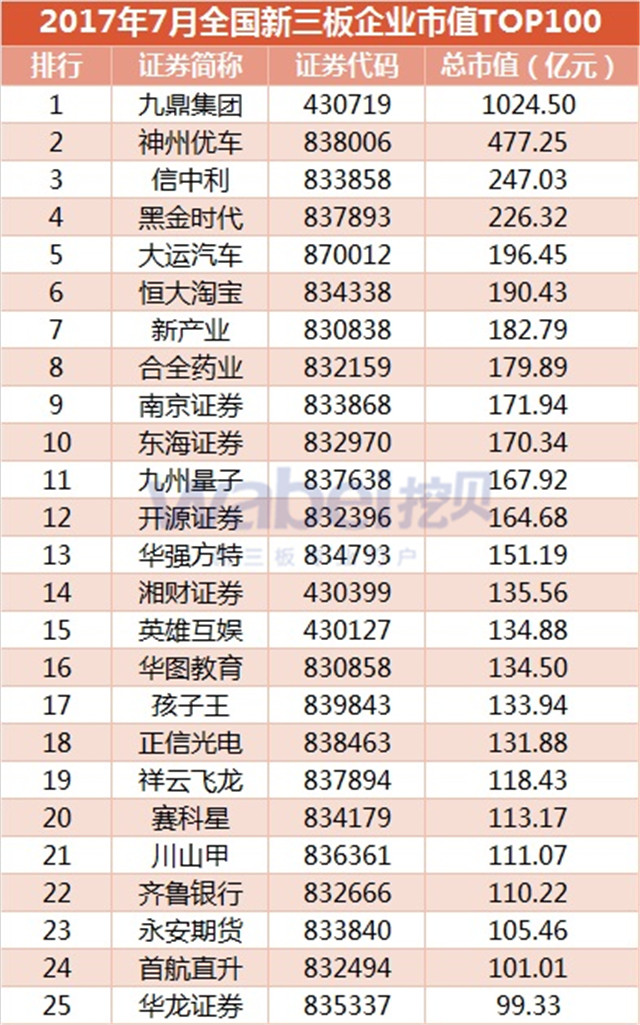 2017年7月全国新三板企业市值TOP100
排行 证券简称 证券代码 总市值（亿元）
1 九鼎集团 430719 1024.50
2 神州优车 838006 477.25
3 信中利 833858 247.03
4 黑金时代 837893 226.32
5 大运汽车 870012 196.45
6 恒大淘宝 834338 190.43
7 新产业 830838 182.79
8 合全药业 832159 179.89
9 南京证券 833868 171.94
10 东海证券 832970 170.34
11 九州量子 837638 167.92
wabei挖贝
12 开源证券 832396 164.68
13 华强方特 834793 151.19
14 湘财证券 430399 135.56
15 英雄互娱 430127 134.88
16 华图教育 830858 134.50
17 孩子王 839843 133.94
18 正信光电 838463 131.88
19 祥云飞龙 837894 118.43
20 赛科星 834179 113.17
21 川山甲 836361 111.07
22 齐鲁银行 832666 110.22
23 永安期货 833840 105.46
24 首航直升 832494 101.01
25 华龙证券 835337 99.33